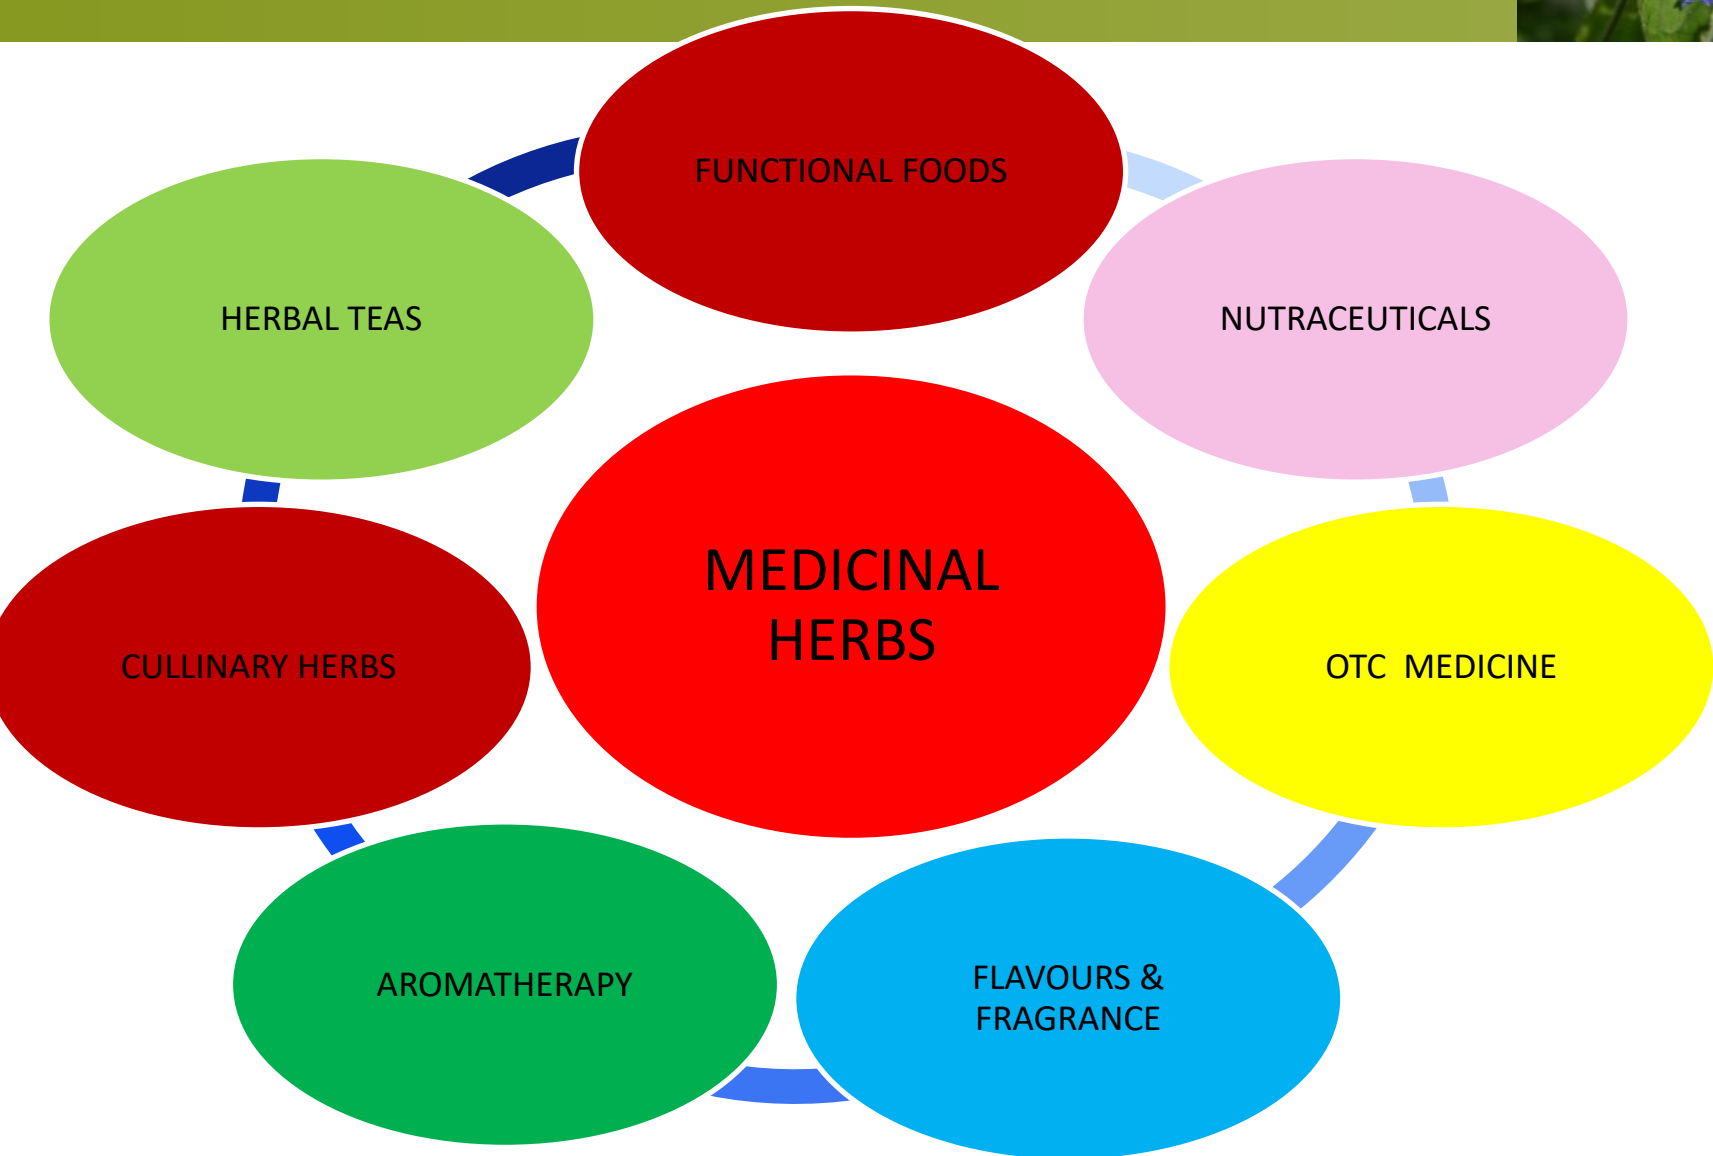 FUNCTIONAL FOODS
HERBAL TEAS
NUTRACEUTICALS
MEDICINAL
HERBS
CULLINARY HERBS
OTC  MEDICINE
AROMATHERAPY
FLAVOURS &
FRAGRANCE